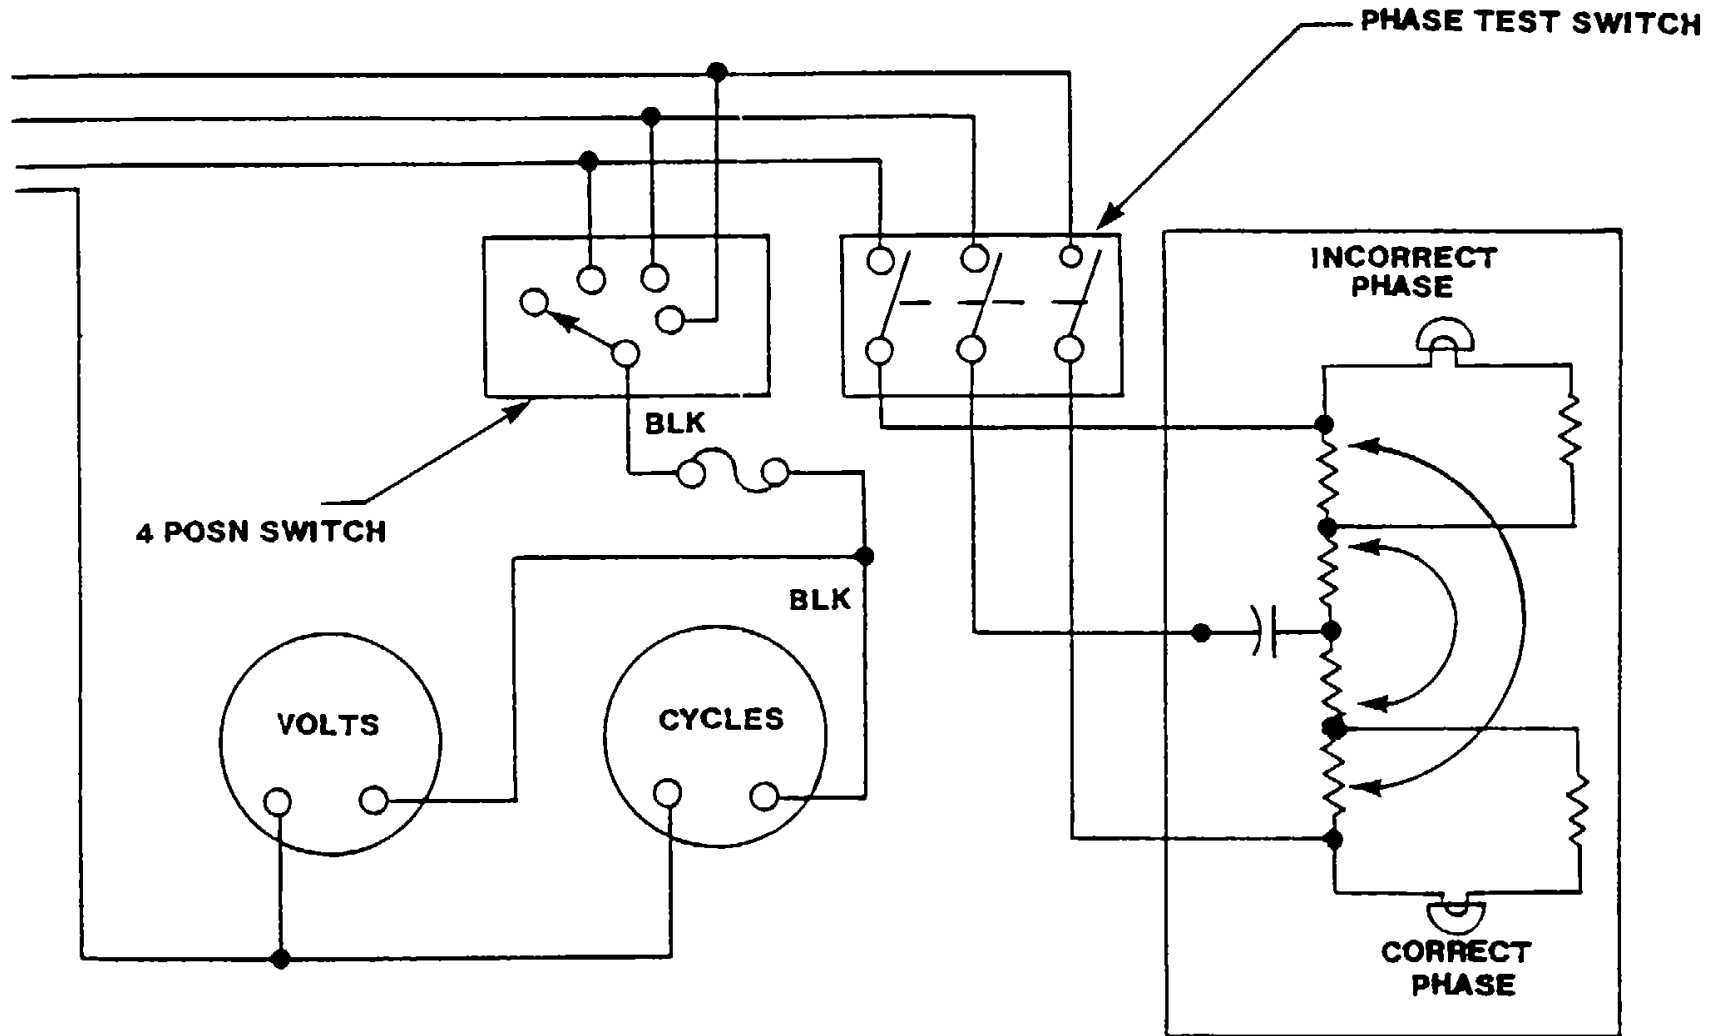 PHASE TEST SWITCH
INCORRECT
PHASE
BLK
4 POSN SWITCH
BLK
VOLTS
CYCLES
CORRECT
PHASE